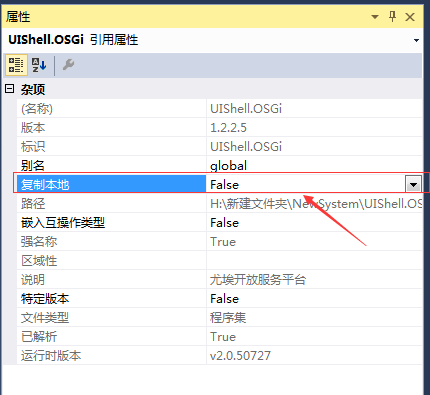 属性
UIShell.OSGi 引用属性
杂项
(名称) UIShell.OSGi
版本 1.2.2.5
标识 UIShell.OSGi
别名 global
复制本地 False
路径 H:\新建文件夹\NewSystem\UIShell.OS
嵌入互操作类型 False
强名称 True
区域性
说明 尤埃开放服务平台
特定版本 False
文件类型 程序集
已解析 True
运行时版本 v2.0.50727